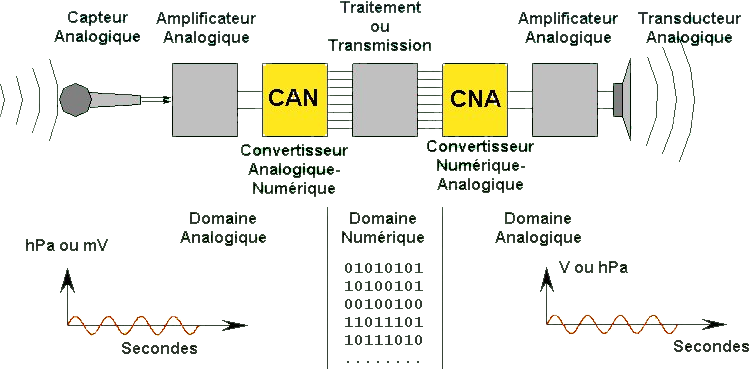 Capteur
Analogique
Amplificateur
Analogique
Traitement
ou
Transmission
Amplificateur
Analogique
Transducteur
Analogique
CAN
CNA
Convertisseur
Analogique-
Numérique
Convertisseur
Numérique-
Analogique
Domaine
Analogique
Domaine
Numérique
Domaine
Analogique
hPa ou mV
Secondes
01010101
10100101
00100100
11011101
10111010
. . . . . . . .
V ou hPa
Secondes